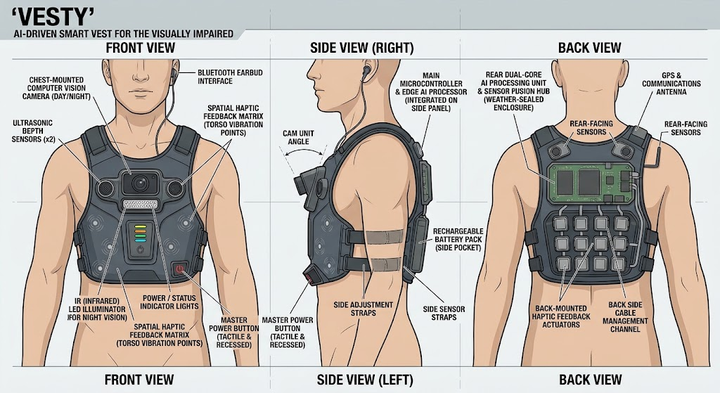 'VESTY'
AI-DRIVEN SMART VEST FOR THE VISUALLY IMPAIRED
FRONT VIEW
SIDE VIEW (RIGHT)
BACK VIEW
CHEST-MOUNTED
COMPUTER VISION
CAMERA (DAY/NIGHT)
BLUETOOTH EARBUD
INTERFACE
ULTRASONIC
DEPTH
SENSORS (x2)
SPATIAL HAPTIC
FEEDBACK MATRIX
(TORSO VIBRATION
POINTS)
IR (INFRARED)
LED ILLUMINATOR
(FOR NIGHT VISION)
POWER / STATUS
INDICATOR LIGHTS
SPATIAL HAPTIC
FEEDBACK MATRIX
(TORSO VIBRATION POINTS)
MASTER
POWER BUTTON
(TACTILE &
RECESSED)
CAM UNIT
ANGLE
MAIN
MICROCONTROLLER
& EDGE AI PROCESSOR
(INTEGRATED ON
SIDE PANEL)
RECHARGEABLE
BATTERY PACK
(SIDE POCKET)
MASTER POWER
BUTTON
(TACTILE &
RECESSED)
SIDE ADJUSTMENT
STRAPS
SIDE SENSOR
STRAPS
REAR DUAL-CORE
AI PROCESSING UNIT
& SENSOR FUSION HUB
(WEATHER-SEALED
ENCLOSURE)
GPS &
COMMUNICATIONS
ANTENNA
REAR-FACING
SENSORS
REAR-FACING
SENSORS
BACK-MOUNTED
HAPTIC FEEDBACK
ACTUATORS
BACK SIDE
CABLE
MANAGEMENT
CHANNEL
FRONT VIEW
SIDE VIEW (LEFT)
BACK VIEW